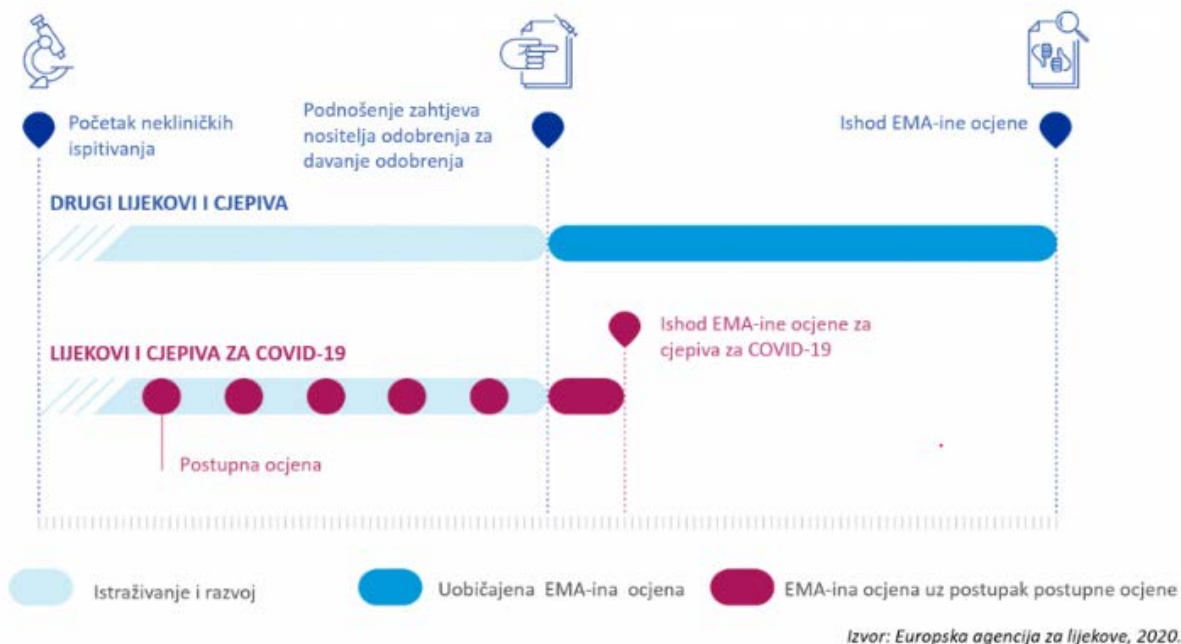 Početak nekliničkih
ispitivanja
Podnošenje zahtjeva
nositelja odobrenja za
davanje odobrenja
Ishod EMA-ine ocjene
DRUGI LIJEKOVI I CJEPIVA
Ishod EMA-ine ocjene za
cjepiva za COVID-19
LIJEKOVI I CJEPIVA ZA COVID-19
Postupna ocjena
Istraživanje i razvoj
Uobičajena EMA-ina ocjena
EMA-ina ocjena uz postupak postupne ocjene
Izvor: Europska agencija za lijekove, 2020.